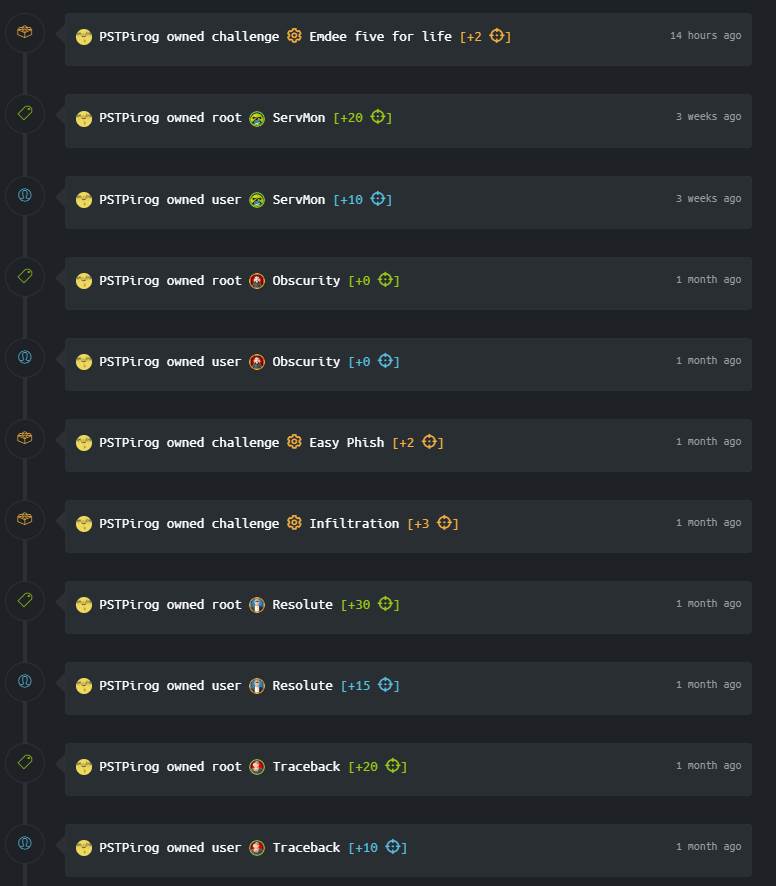 PSTPirog owned challenge Emdee five for life [+2 ] 14 hours ago
PSTPirog owned root ServMon [+20 ] 3 weeks ago
PSTPirog owned user ServMon [+10 ] 3 weeks ago
PSTPirog owned root Obscurity [+0 ] 1 month ago
PSTPirog owned user Obscurity [+0 ] 1 month ago
PSTPirog owned challenge Easy Phish [+2 ] 1 month ago
PSTPirog owned challenge Infiltration [+3 ] 1 month ago
PSTPirog owned root Resolute [+30 ] 1 month ago
PSTPirog owned user Resolute [+15 ] 1 month ago
PSTPirog owned root Traceback [+20 ] 1 month ago
PSTPirog owned user Traceback [+10 ] 1 month ago